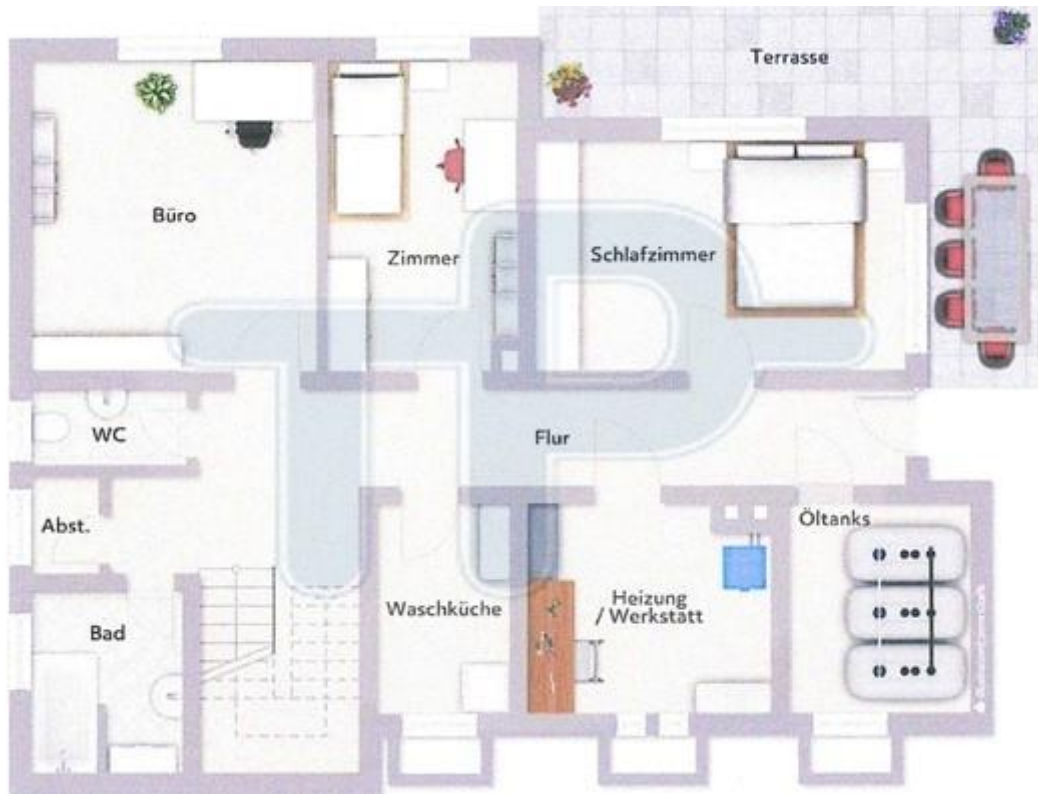 Terrasse
Büro
Zimmer
Schlafzimmer
WC
Flur
Abst.
Öltanks
Waschküche
Heizung
/ Werkstatt
Bad